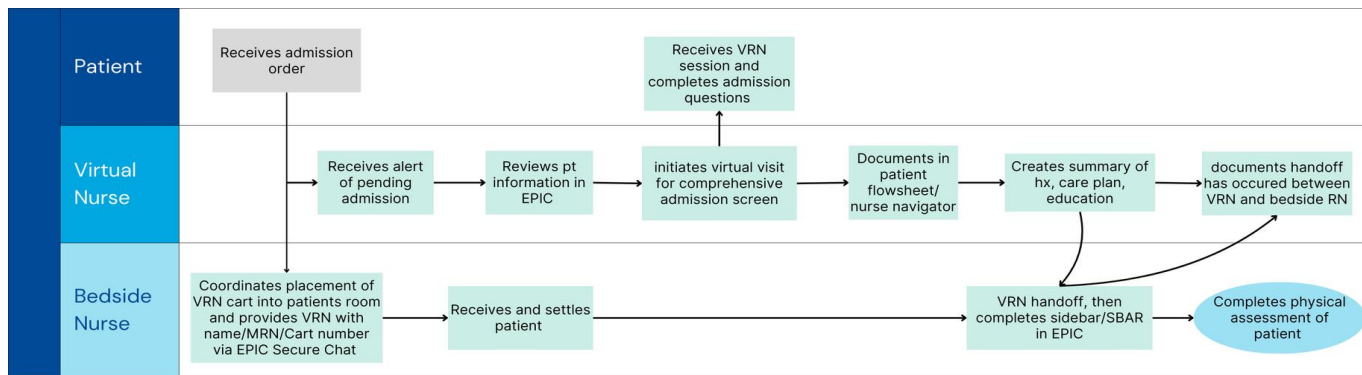 Patient
Receives admission
order
Receives VRN
session and
completes admission
questions
Virtual
Nurse
Receives alert
of pending
admission
Reviews pt
information in
EPIC
initiates virtual visit
for comprehensive
admission screen
Documents in
patient
flowsheet/
nurse navigator
Creates summary of
hx, care plan,
education
documents handoff
has occured between
VRN and bedside RN
Bedside
Nurse
Coordinates placement of
VRN cart into patients room
and provides VRN with
name/MRN/Cart number
via EPIC Secure Chat
Receives and settles
patient
VRN handoff, then
completes sidebar/SBAR
in EPIC
Completes physical
assessment of
patient